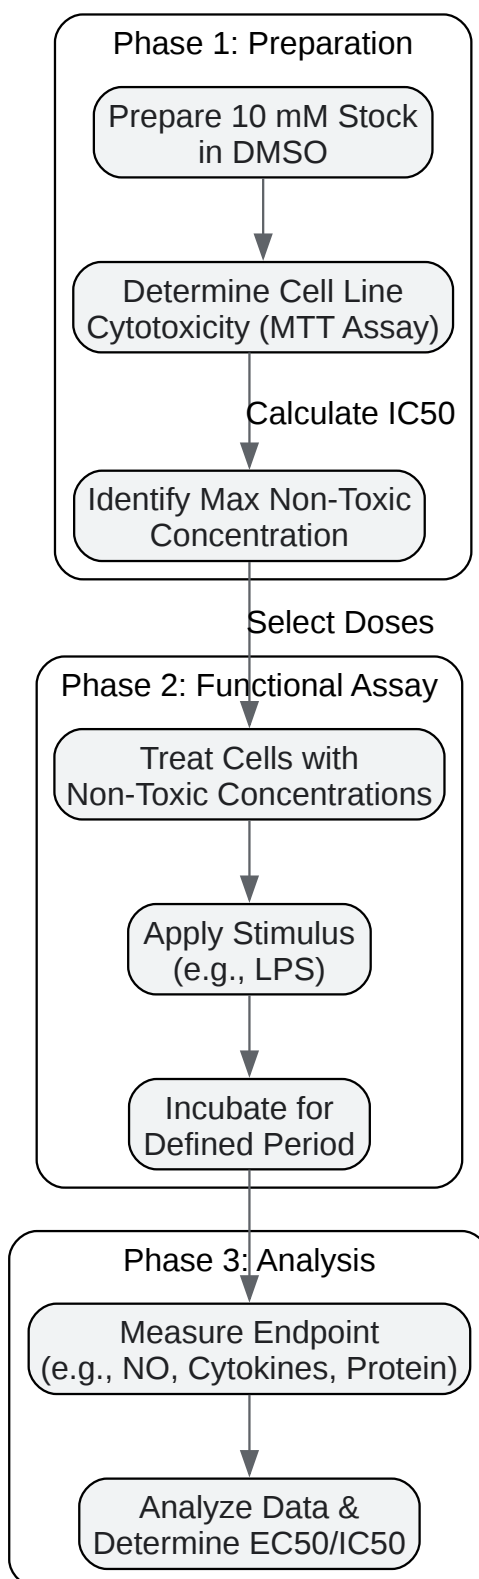 Phase 1: Preparation
Prepare 10 mM Stock
in DMSO
Determine Cell Line
Cytotoxicity (MTT Assay)
Calculate IC50
Identify Max Non-Toxic
Concentration
Select Doses
Phase 2: Functional Assay
Treat Cells with
Non-Toxic Concentrations
Apply Stimulus
(e.g., LPS)
Incubate for
Defined Period
Phase 3: Analysis
Measure Endpoint
(e.g., NO, Cytokines, Protein)
Analyze Data &
Determine EC50/IC50